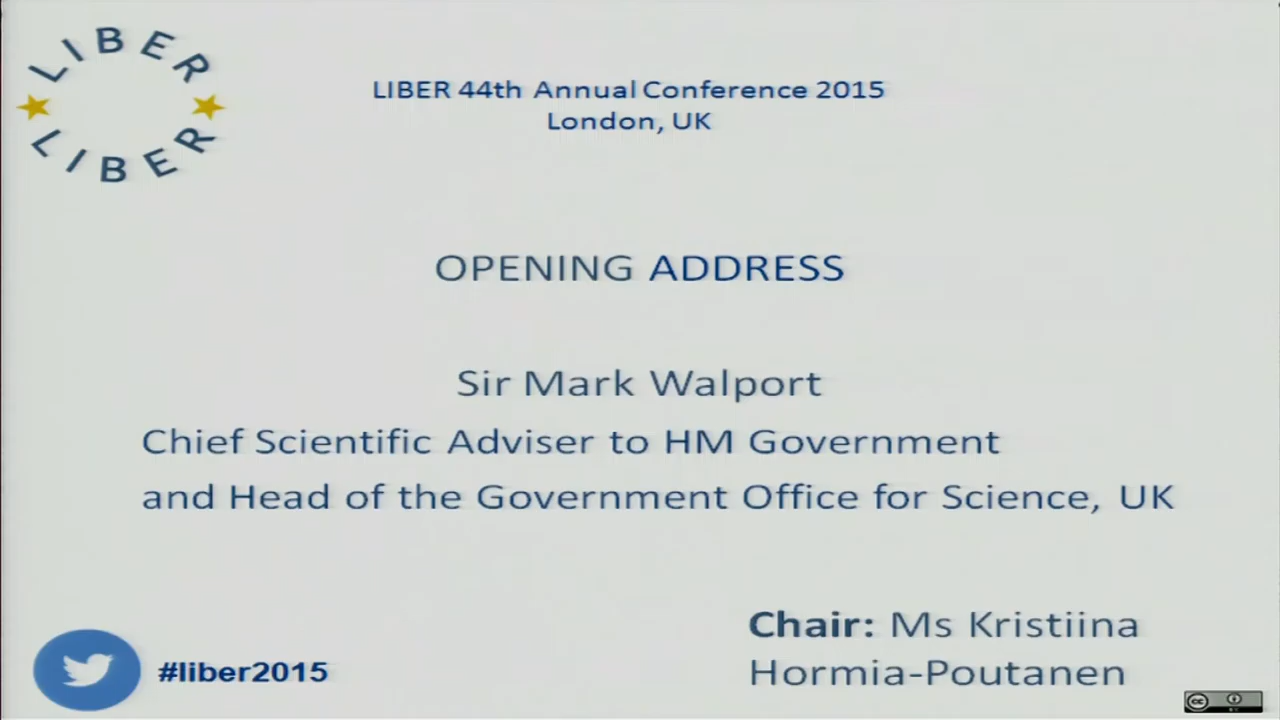 LIBER
LIBER
LIBER 44th Annual Conference 2015
London, UK
OPENING ADDRESS
Sir Mark Walport
Chief Scientific Adviser to HM Government
and Head of the Government Office for Science, UK
Chair: Ms Kristiina
Hormia-Poutanen
#liber2015
cc